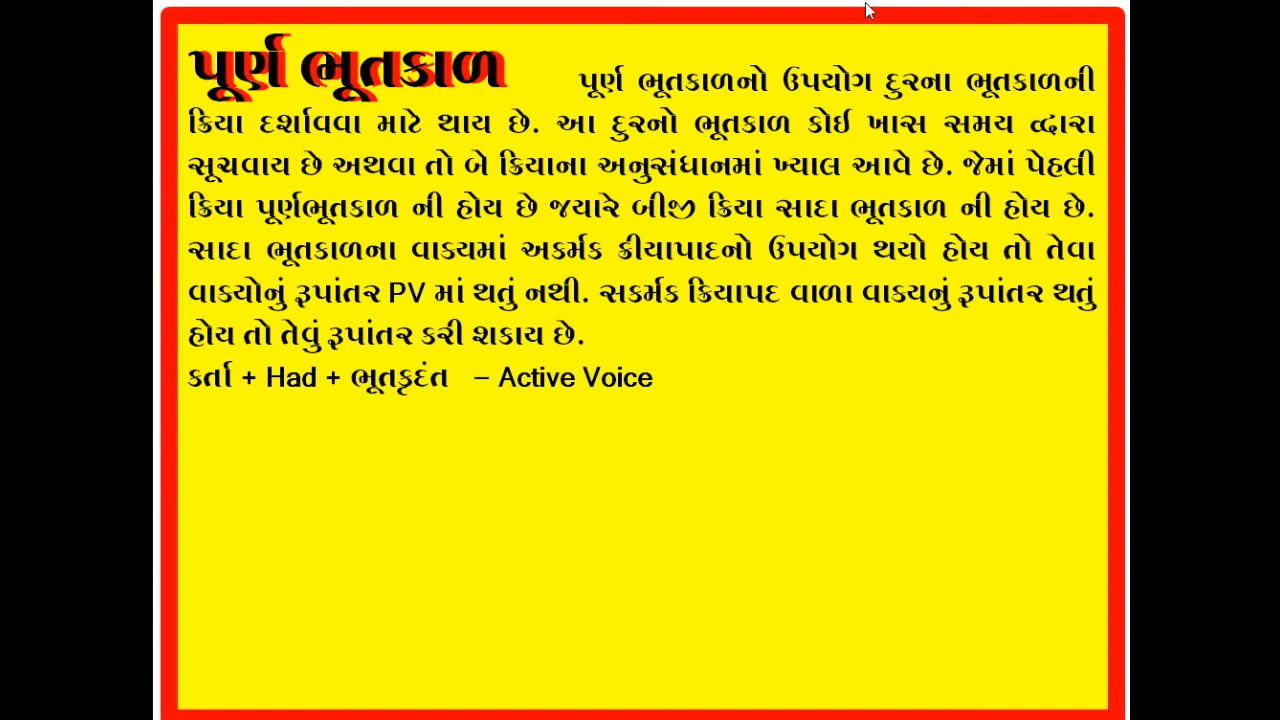 પૂર્ણ ભૂતકાળ પૂર્ણ ભૂતકાળનો ઉપયોગ દુરના ભૂતકાળની
ક્રિયા દર્શાવવા માટે થાય છે. આ દુરનો ભૂતકાળ કોઈ ખાસ સમય દ્વારા
સૂચવાય છે અથવા તો બે ક્રિયાના અનુસંધાનમાં ખ્યાલ આવે છે. જેમાં પેહલી
ક્રિયા પૂર્ણભૂતકાળ ની હોય છે જયારે બીજી ક્રિયા સાદા ભૂતકાળ ની હોય છે.
સાદા ભૂતકાળના વાક્યમાં અકર્મક ક્રીયાપાદનો ઉપયોગ થયો હોય તો તેવા
વાક્યોનું રૂપાંતર PV માં થતું નથી. સકર્મક ક્રિયાપદ વાળા વાક્યનું રૂપાંતર થતું
હોય તો તેવું રૂપાંતર કરી શકાય છે.
કર્તા + Had + ભૂતકૃદંત – Active Voice